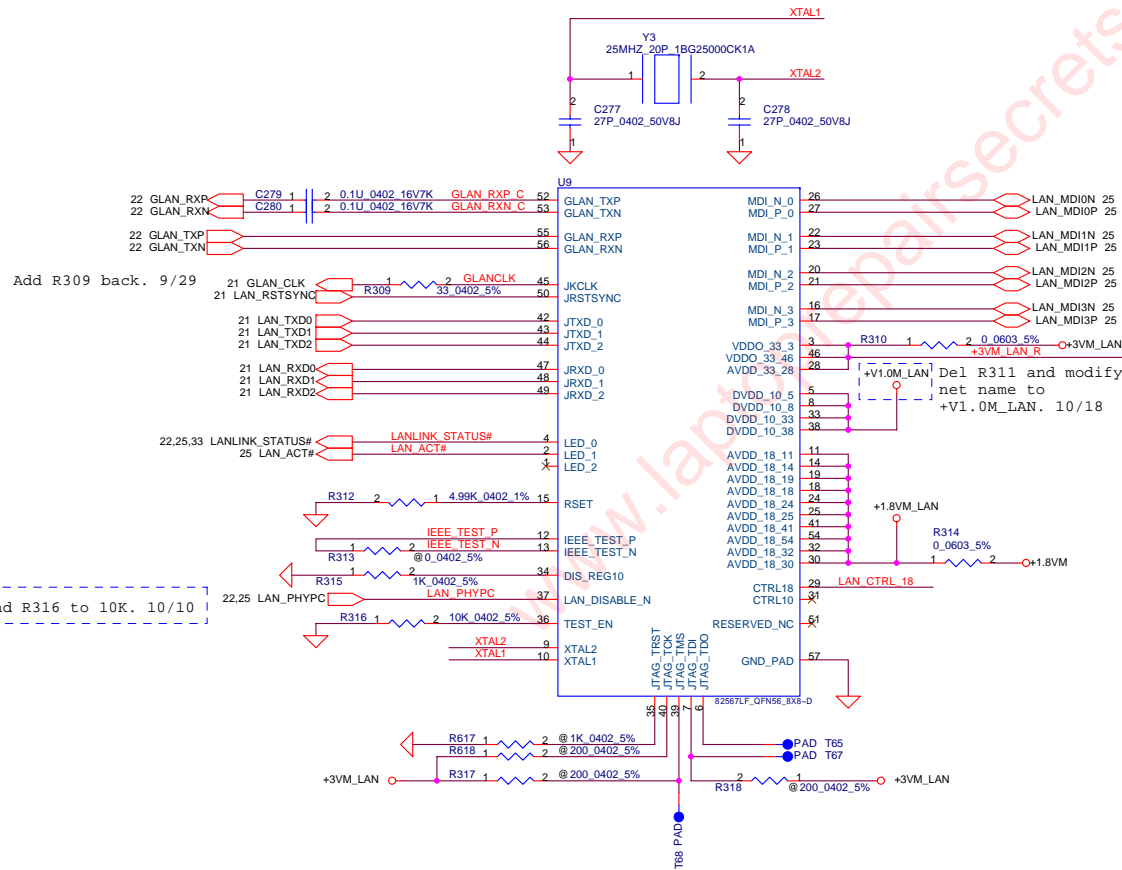 XTAL1
Y3
25MHZ_20P_1BG25000CK1A
1 2 XTAL2
2 2
C277 C278
27P_0402_50V8J 27P_0402_50V8J
1 1
U9
22 GLAN_RXP C279 1 2 0.1U_0402_16V7K GLAN_RXP_C 52 GLAN_TXP MDI_N_0 26 LAN_MDI0N 25
22 GLAN_RXN C280 1 2 0.1U_0402_16V7K GLAN_RXN_C 53 GLAN_TXN MDI_P_0 27 LAN_MDI0P 25
22 GLAN_TXP 55 GLAN_RXP MDI_N_1 22 LAN_MDI1N 25
22 GLAN_TXN 56 GLAN_RXN MDI_P_1 23 LAN_MDI1P 25
MDI_N_2 20 LAN_MDI2N 25
Add R309 back. 9/29
21 GLAN_CLK 1 2 GLANCLK 45 JKCLK MDI_P_2 21 LAN_MDI2P 25
21 LAN_RSTSYNC R309 33_0402_5% 50 JRSTSYNC
MDI_N_3 16 LAN_MDI3N 25
21 LAN_TXD0 42 JTXD_0 MDI_P_3 17 LAN_MDI3P 25
21 LAN_TXD1 43 JTXD_1
21 LAN_TXD2 44 JTXD_2 VDDO_33_3 3 R310 1 2 0_0603_5% +3VM_LAN
VDDO_33_46 46 +3VM_LAN_R
21 LAN_RXD0 47 JRXD_0 AVDD_33_28 28
21 LAN_RXD1 48 JRXD_1 +V1.0M_LAN Del R311 and modify
21 LAN_RXD2 49 JRXD_2 DVDD_10_5 5 net name to
DVDD_10_8 8 +V1.0M_LAN. 10/18
DVDD_10_33 33
DVDD_10_38 38
22,25,33 LANLINK_STATUS# LANLINK_STATUS# 4 LED_0
25 LAN_ACT# LAN_ACT# 2 LED_1 AVDD_18_11 11
1 LED_2 AVDD_18_14 14
AVDD_18_19 19
AVDD_18_18 18
R312 2 1 4.99K_0402_1% 15 RSET AVDD_18_24 24
AVDD_18_25 25 +1.8VM_LAN
AVDD_18_41 41
IEEE_TEST_P 12 IEEE_TEST_P AVDD_18_54 54 R314
R313 1 2 @0_0402_5% IEEE_TEST_N 13 IEEE_TEST_N AVDD_18_32 32 0_0603_5%
AVDD_18_30 30 1 2 +1.8VM
R315 1 2 1K_0402_5% 34 DIS_REG10
CTRL18 29 LAN_CTRL_18
22,25 LAN_PHYPC LAN_PHYPC 37 LAN_DISABLE_N CTRL10 31
d R316 to 10K. 10/10
R316 1 2 10K_0402_5% 36 TEST_EN RESERVED_NC 51
XTAL2 9 XTAL2
XTAL1 10 XTAL1 GND_PAD 57
JTAG_TRST JTAG_TCK JTAG_TMS JTAG_TDI JTAG_TDO
82567LF_QFN56_8X8~D
35 40 39 7 6
R617 1 2 @1K_0402_5% PAD T65
R618 1 2 @200_0402_5% PAD T67
+3VM_LAN R317 1 2 @200_0402_5% R318 2 1 @200_0402_5% +3VM_LAN
T68 PAD
www.laptoprepairsecrets